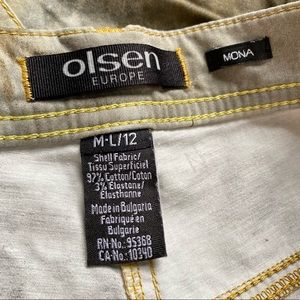 olsen
EUROPE
MONA
M-L/12
Shell Fabric/
Tissu Superficiel
97% Cotton/Coton
3% Elastane/
Elasthanne
Made in Bulgaria
Fabriqué en
Bulgarie
RN-No.: 95368
CA-No.: 10340